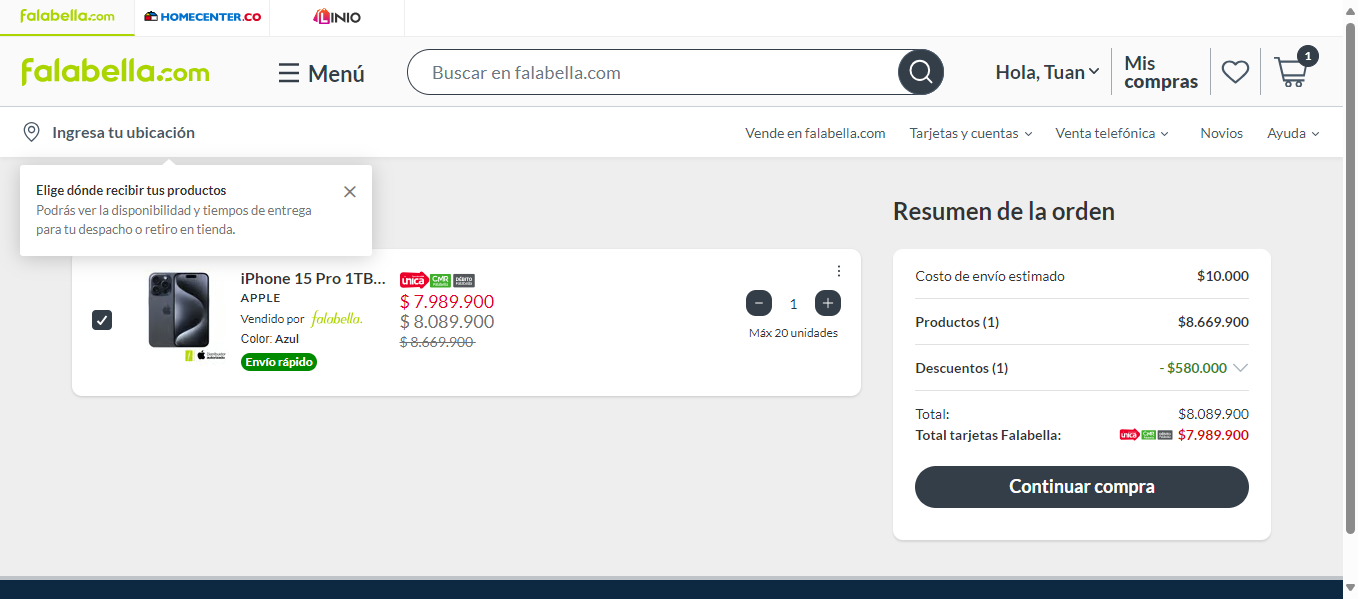 falabella.com
HOMECENTER.CO
LINIO
falabella.com
Menú
Buscar en falabella.com
Hola, Tuan
Mis compras
1
Ingresa tu ubicación
Vende en falabella.com
Tarjetas y cuentas
Venta telefónica
Novios
Ayuda
Elige dónde recibir tus productos
Podrás ver la disponibilidad y tiempos de entrega
para tu despacho o retiro en tienda.
iPhone 15 Pro 1TB...
APPLE
Vendido por falabella.
Color: Azul
Envío rápido
única CMR DÉBITO
$ 7.989.900
$ 8.089.900
$ 8.669.900
1
Máx 20 unidades
Resumen de la orden
Costo de envío estimado $10.000
Productos (1) $8.669.900
Descuentos (1) - $580.000
Total: $8.089.900
Total tarjetas Falabella: única CMR $7.989.900
Continuar compra